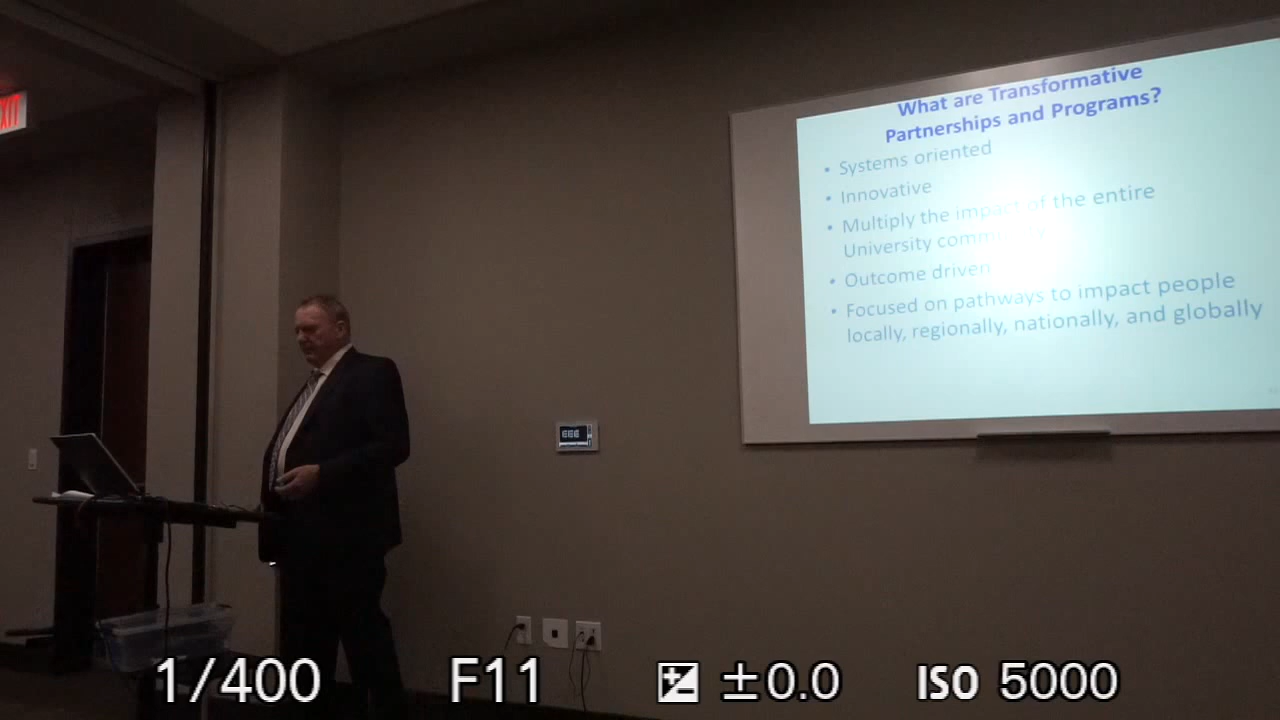 EXIT
What are Transformative
Partnerships and Programs?
• Systems oriented
• Innovative
• Multiply the impact of the entire
University community
• Outcome driven
• Focused on pathways to impact people
locally, regionally, nationally, and globally
1/400 F11 ±0.0 ISO 5000